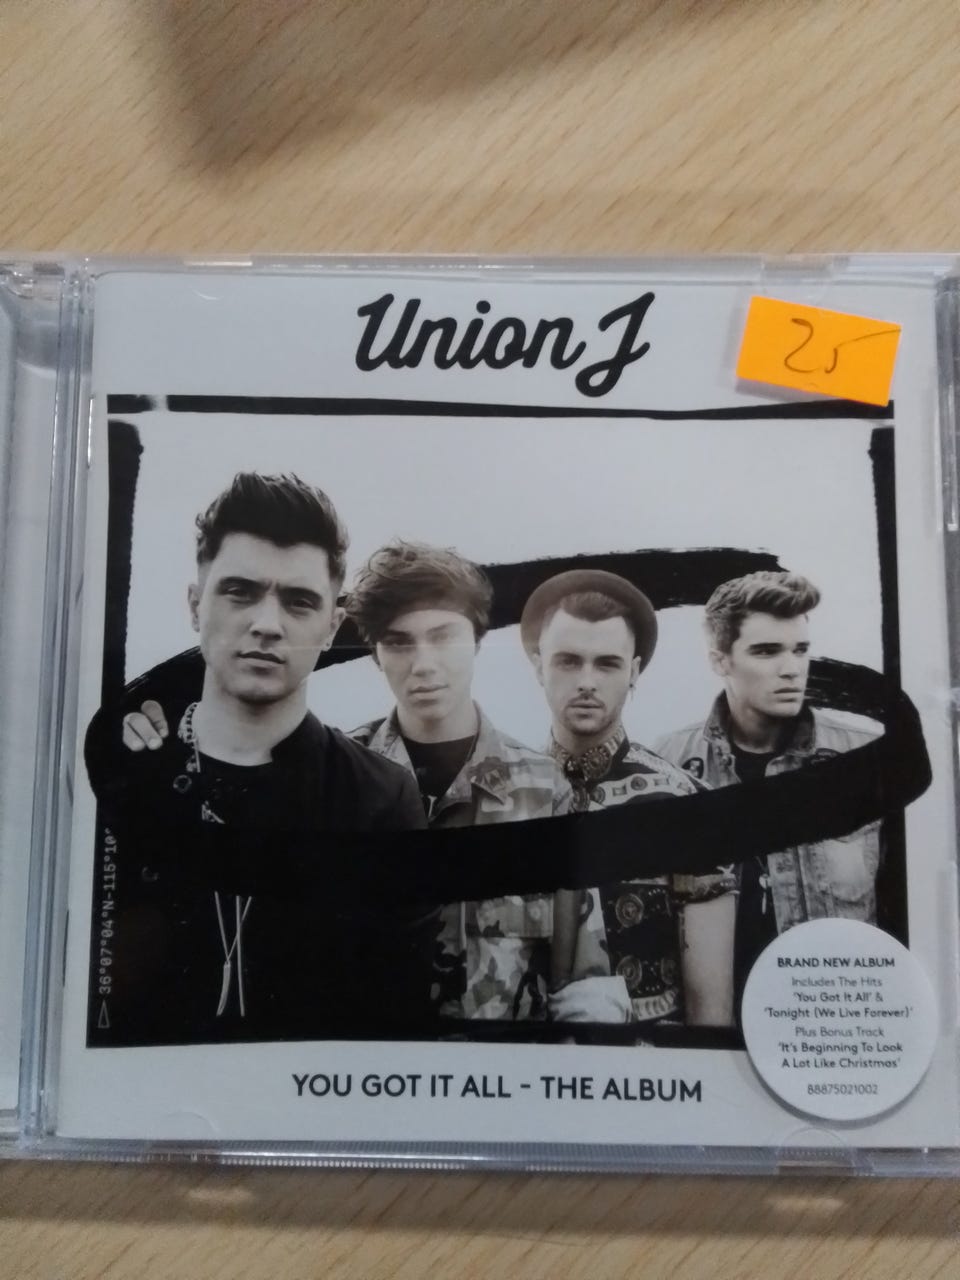 Union J
25
36°07°04°N-115°10°
BRAND NEW ALBUM
Includes The Hits
'You Got It All' &
'Tonight (We Live Forever)'
Plus Bonus Track
'It's Beginning To Look
A Lot Like Christmas'
88875021002
YOU GOT IT ALL - THE ALBUM